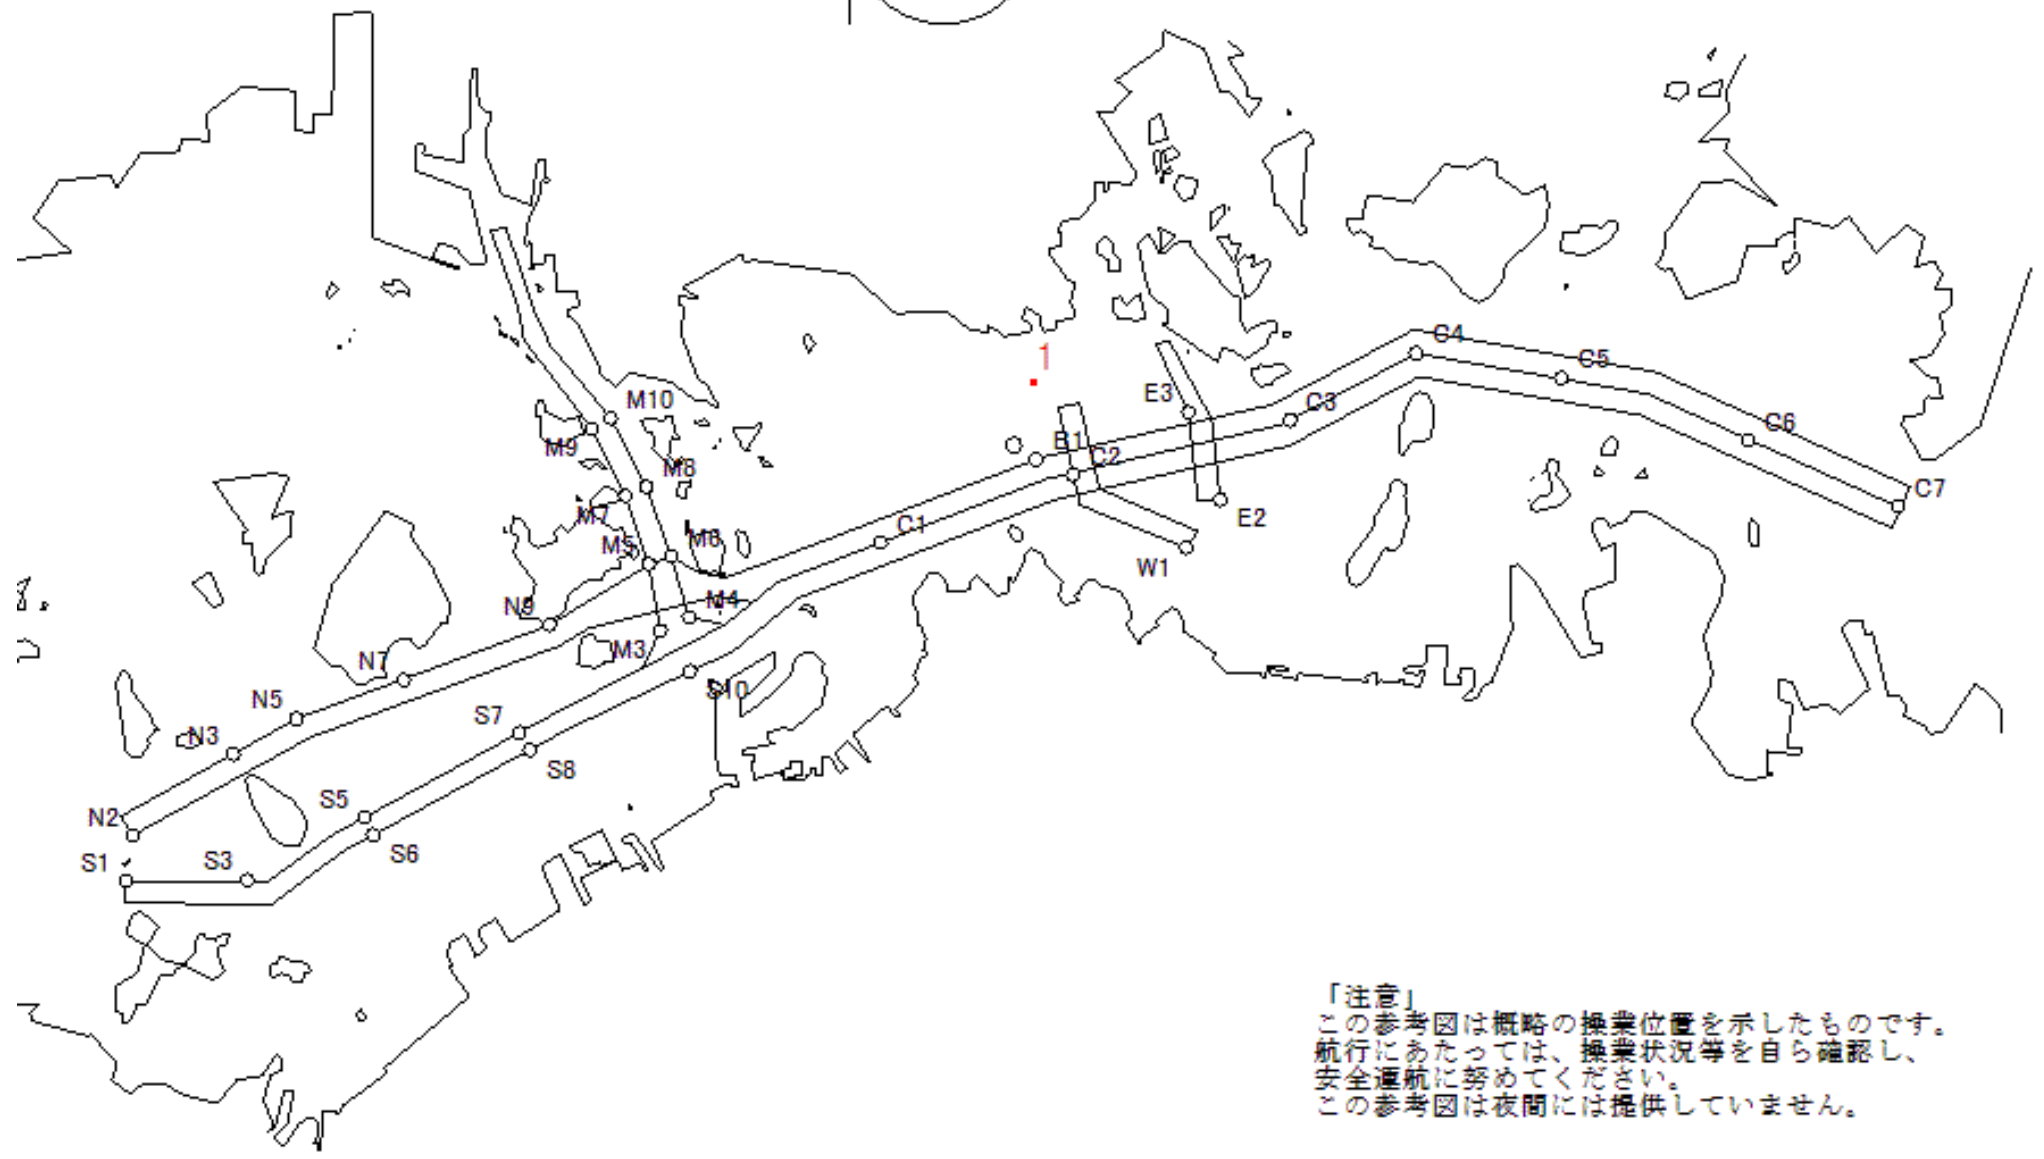 C4
1
C5
E3
M10
C3
C6
M9
B1
C2
M8
C7
M7
E2
C1
M5
M6
W1
N9
M4
M3
N7
S10
N5
S7
N3
S8
S5
N2
S6
S1
S3
「注意」
この参考図は概略の操業位置を示したものです。
航行にあたっては、操業状況等を自ら確認し、
安全運航に努めてください。
この参考図は夜間には提供していません。